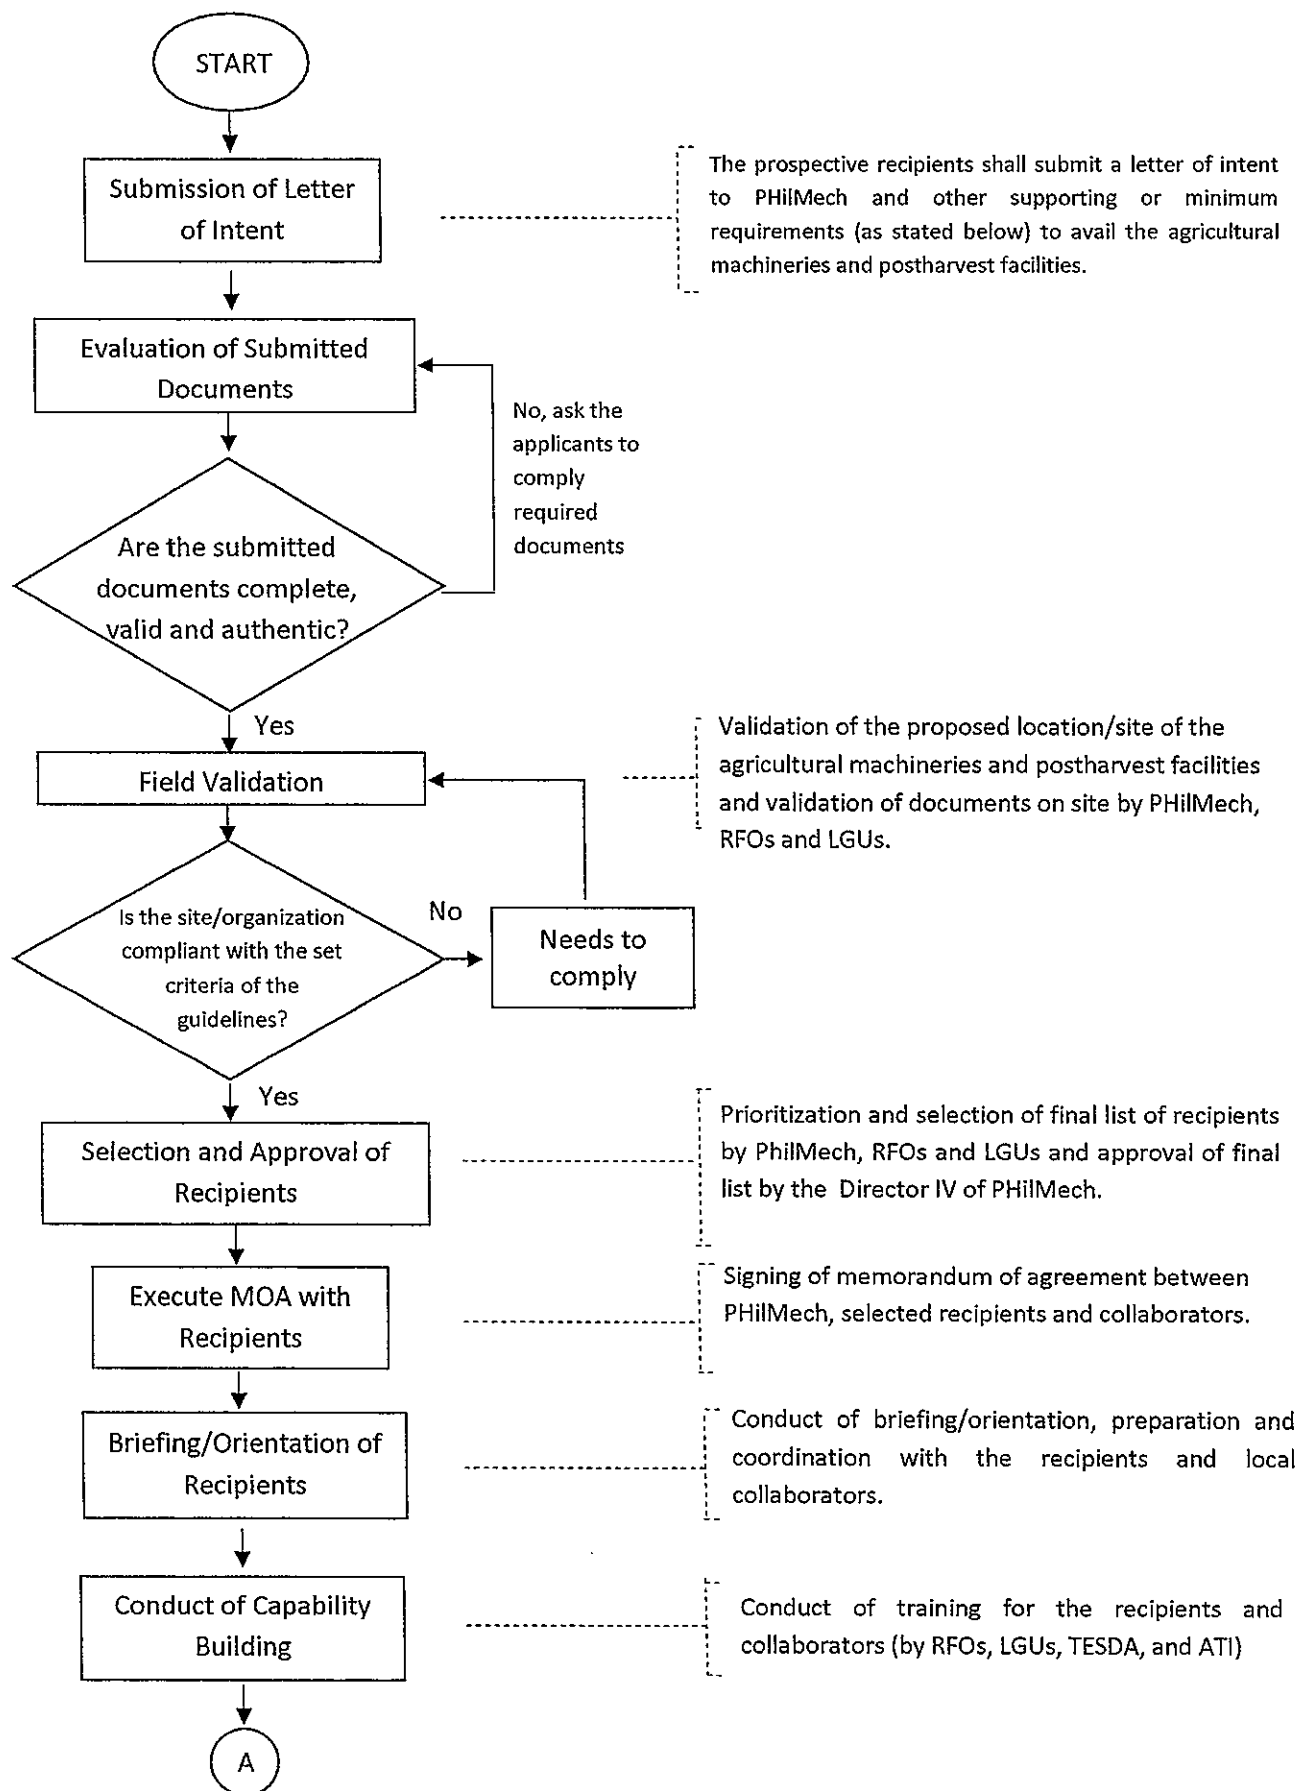 START
Submission of Letter
of Intent
The prospective recipients shall submit a letter of intent
to PHilMech and other supporting or minimum
requirements (as stated below) to avail the agricultural
machineries and postharvest facilities.
Evaluation of Submitted
Documents
No, ask the
applicants to
comply
required
documents
Are the submitted
documents complete,
valid and authentic?
Yes
Field Validation
Validation of the proposed location/site of the
agricultural machineries and postharvest facilities
and validation of documents on site by PHilMech,
RFOs and LGUs.
Is the site/organization
compliant with the set
criteria of the
guidelines?
No
Needs to
comply
Yes
Selection and Approval of
Recipients
Prioritization and selection of final list of recipients
by PhilMech, RFOs and LGUs and approval of final
list by the Director IV of PHilMech.
Execute MOA with
Recipients
Signing of memorandum of agreement between
PHilMech, selected recipients and collaborators.
Briefing/Orientation of
Recipients
Conduct of briefing/orientation, preparation and
coordination with the recipients and local
collaborators.
Conduct of Capability
Building
Conduct of training for the recipients and
collaborators (by RFOs, LGUs, TESDA, and ATI)
A